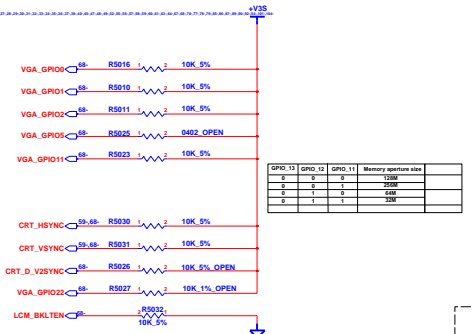 +V3S
VGA_GPIO0 68- R5016 1 2 10K_5%
VGA_GPIO1 68- R5010 1 2 10K_5%
VGA_GPIO2 68- R5011 1 2 10K_5%
VGA_GPIO5 68- R5025 1 2 0402_OPEN
VGA_GPIO11 68- R5023 1 2 10K_5%
GPIO_13 GPIO_12 GPIO_11 Memory aperture size
0 0 0 128M
0 0 1 256M
0 1 0 64M
0 1 1 32M
CRT_HSYNC 59-,68- R5030 1 2 10K_5%
CRT_VSYNC 59-,68- R5031 1 2 10K_5%
CRT_D_V2SYNC 68- R5026 1 2 10K_5%_OPEN
VGA_GPIO22 68- R5027 1 2 10K_1%_OPEN
LCM_BKLTEN R5032 2 1
10K_5%